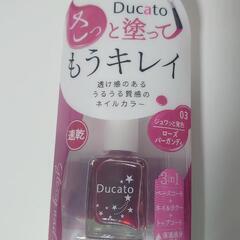 Ducato
さっと塗って
もうキレイ
透け感のある
うるうる質感の
ネイルカラー
03
ジュワッと発色
ローズ
バーガンディ
速乾
3in1
ベースコート
ネイルカラー
トップコート
Ducato